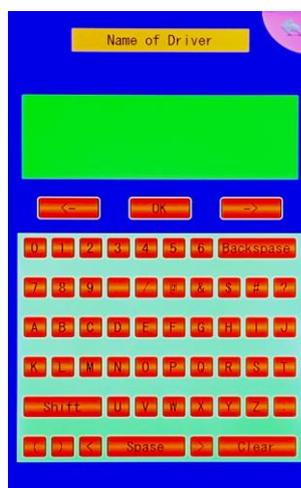 Name of Driver
<- OK ->
0 1 2 3 4 5 6 Backspase
7 8 9 / @ & $ # ?
A B C D E F G H I J
K L M N O P Q R S T
Shift U V W X Y Z .
( ) < Spase > Clear